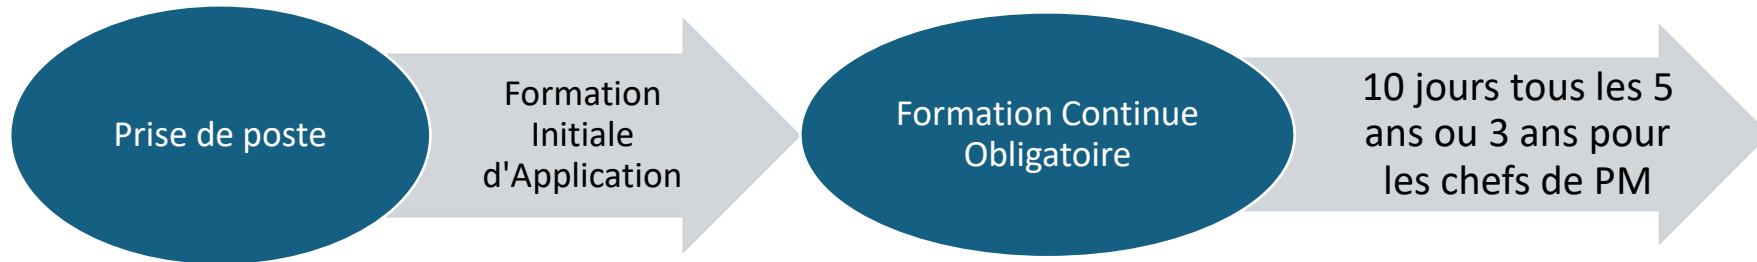 Prise de poste
Formation
Initiale
d'Application
Formation Continue
Obligatoire
10 jours tous les 5
ans ou 3 ans pour
les chefs de PM